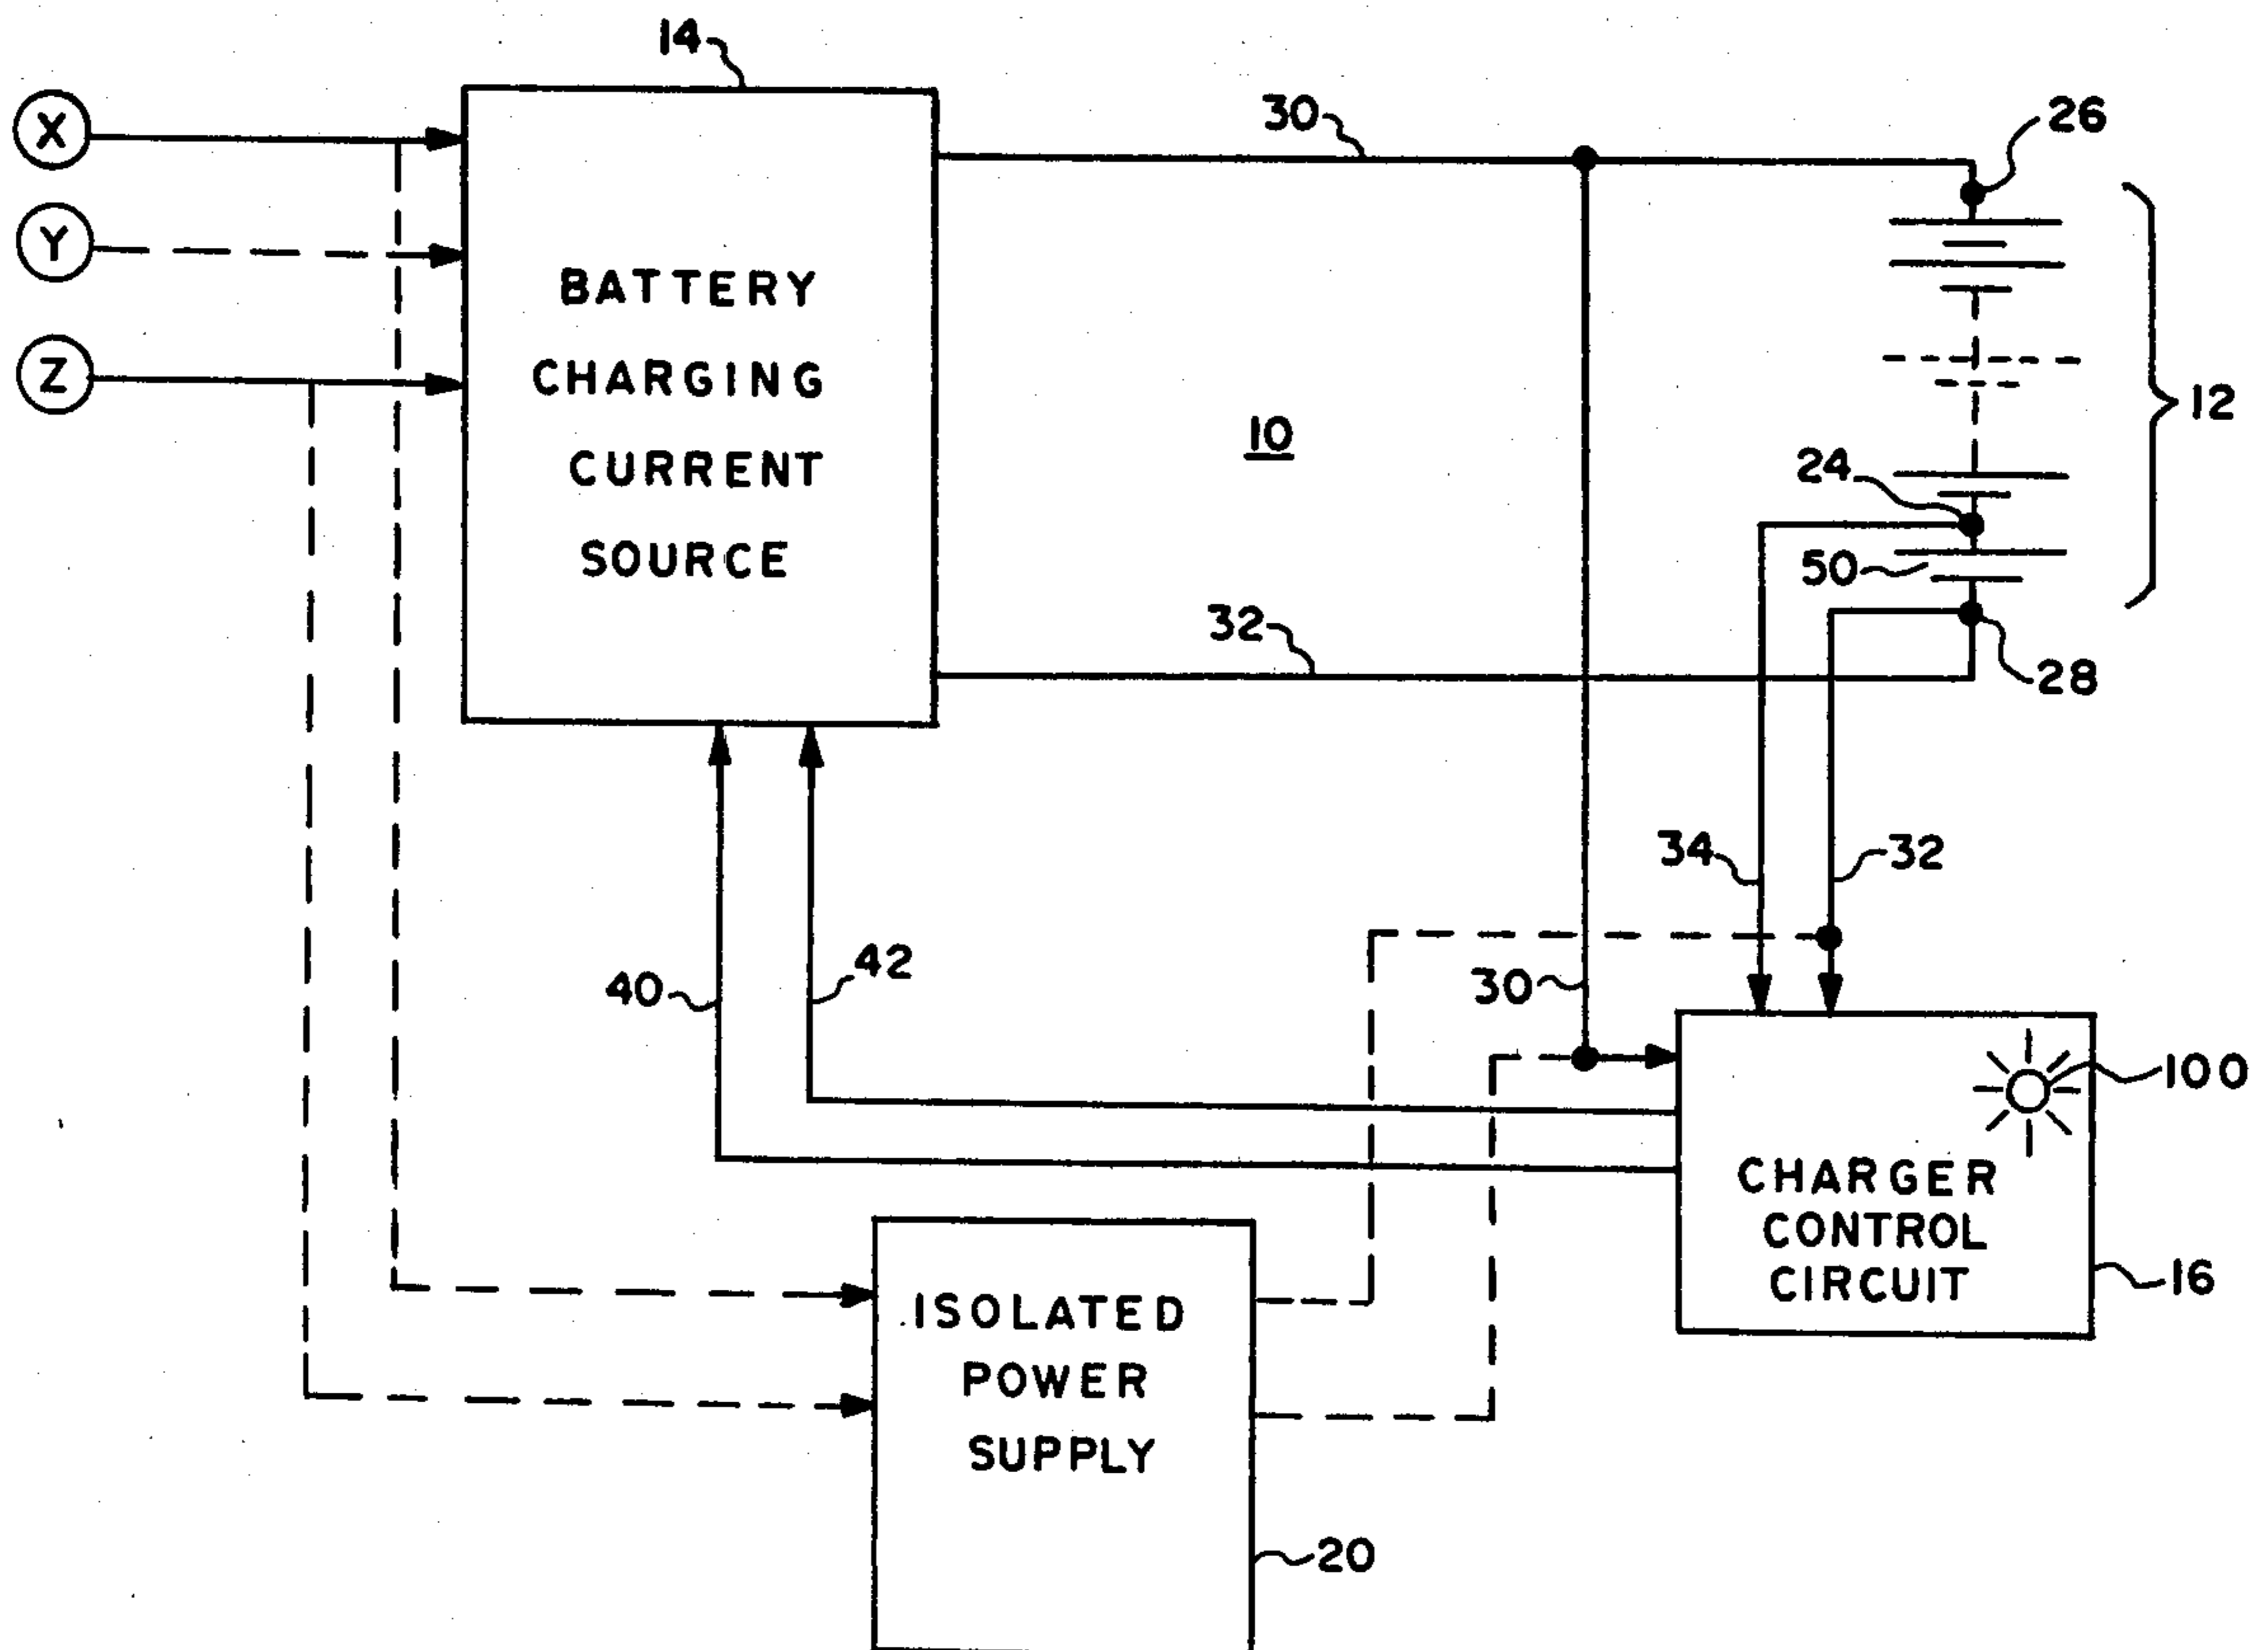 14
X
30
26
Y
BATTERY
CHARGING
CURRENT
SOURCE
Z
10
12
24
50
32
28
34
32
40
42
30
100
CHARGER
CONTROL
CIRCUIT
16
ISOLATED
POWER
SUPPLY
20